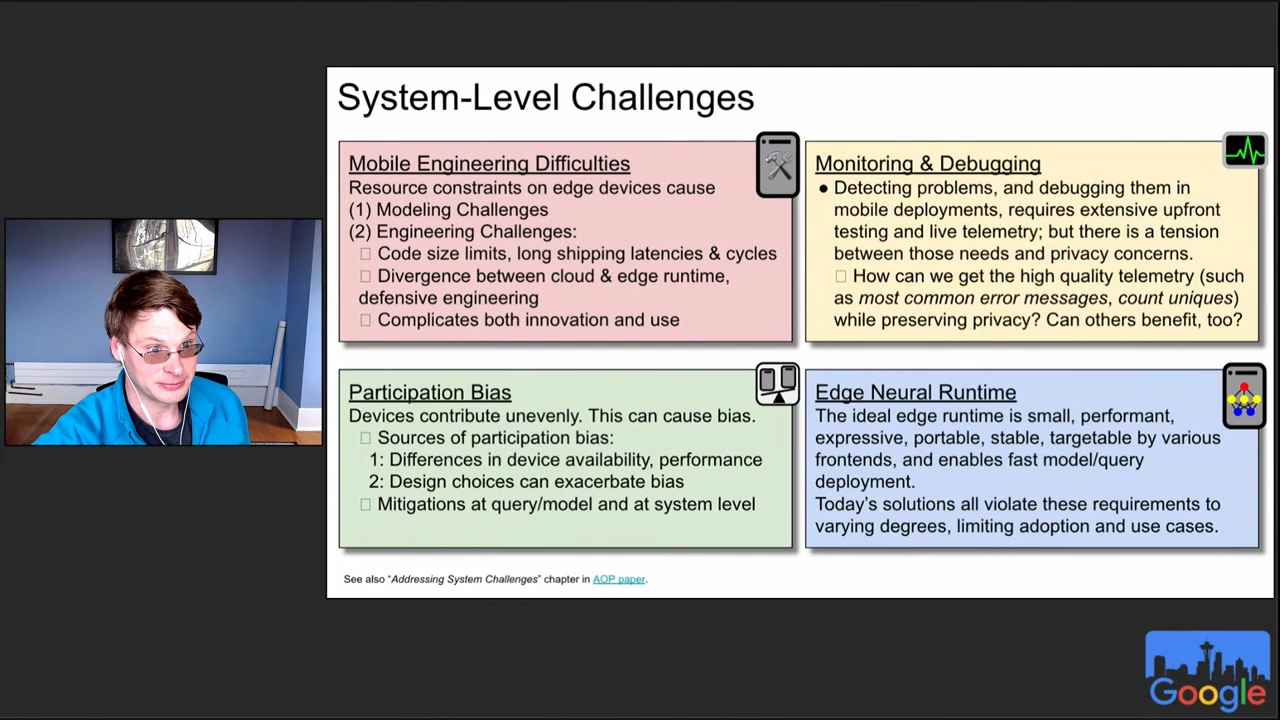 System-Level Challenges
Mobile Engineering Difficulties
Resource constraints on edge devices cause
(1) Modeling Challenges
(2) Engineering Challenges:
Code size limits, long shipping latencies & cycles
Divergence between cloud & edge runtime,
defensive engineering
Complicates both innovation and use
Monitoring & Debugging
● Detecting problems, and debugging them in
mobile deployments, requires extensive upfront
testing and live telemetry; but there is a tension
between those needs and privacy concerns.
How can we get the high quality telemetry (such
as most common error messages, count uniques)
while preserving privacy? Can others benefit, too?
Participation Bias
Devices contribute unevenly. This can cause bias.
Sources of participation bias:
1: Differences in device availability, performance
2: Design choices can exacerbate bias
Mitigations at query/model and at system level
Edge Neural Runtime
The ideal edge runtime is small, performant,
expressive, portable, stable, targetable by various
frontends, and enables fast model/query
deployment.
Today's solutions all violate these requirements to
varying degrees, limiting adoption and use cases.
See also “Addressing System Challenges” chapter in AOP paper.
Google